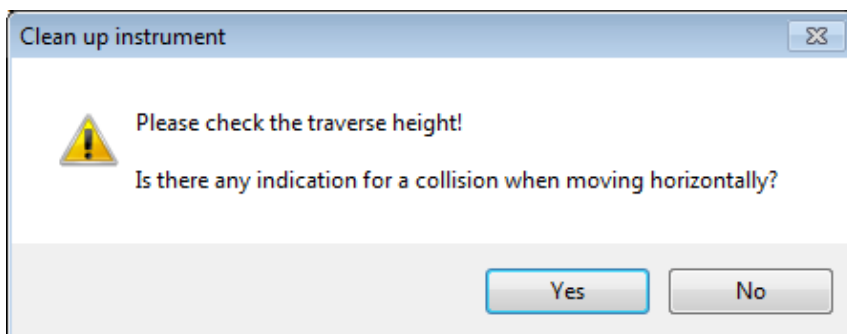 Clean up instrument
Please check the traverse height!
Is there any indication for a collision when moving horizontally?
Yes No